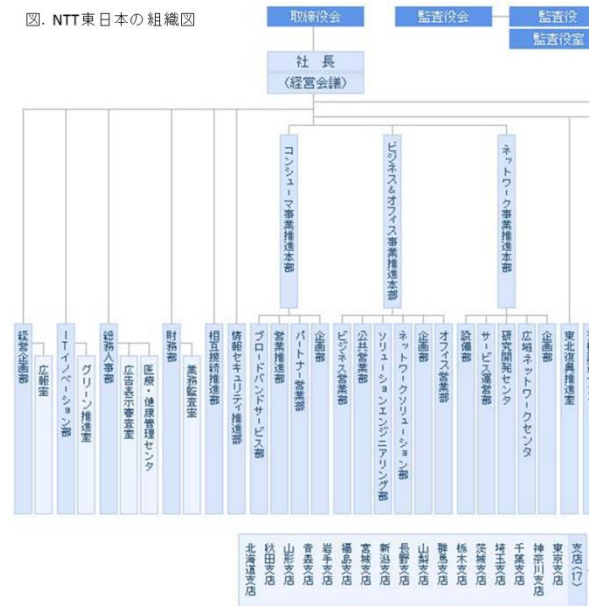 図. NTT東日本の組織図
取締役会
監査役会
監査役
監査役室
社 長
〈経営会議〉
コンシューマ事業推進本部
ビジネス&オフィス事業推進本部
ネットワーク事業推進本部
経営企画部
広報室
ITイノベーション部
グリーン推進室
総務人事部
広告表示審査室
医療・健康管理センタ
財務部
業務監査室
相互接続推進部
情報セキュリティ推進部
ブロードバンドサービス部
営業推進部
パートナー営業部
企画部
ビジネス営業部
公共営業部
ソリューションエンジニアリング部
ネットワークソリューション部
企画部
オフィス営業部
設備部
サービス運営部
研究開発センタ
広域ネットワークセンタ
企画部
東北復興推進室
北海道支店
秋田支店
山形支店
青森支店
岩手支店
福島支店
宮城支店
新潟支店
長野支店
山梨支店
群馬支店
栃木支店
茨城支店
埼玉支店
千葉支店
神奈川支店
東京支店
支店〈17〉